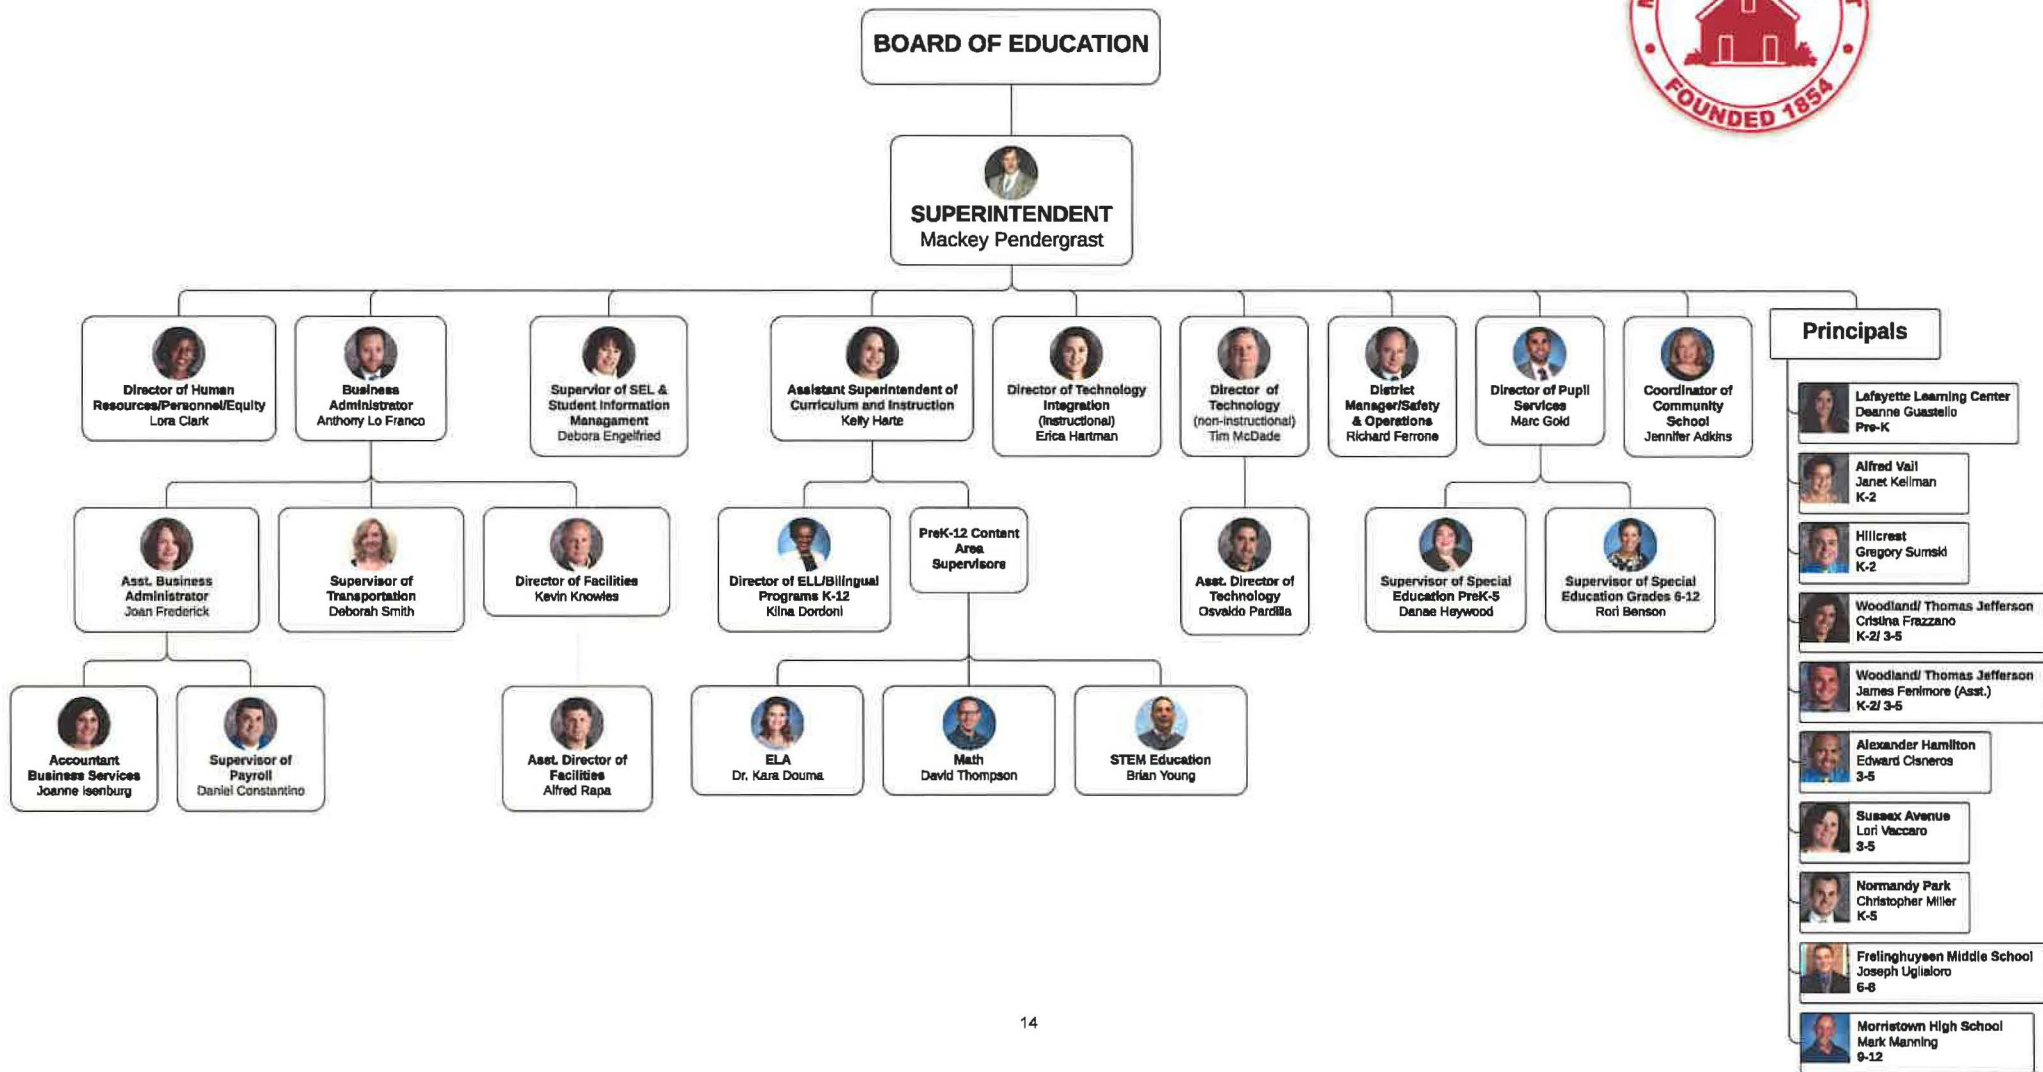 FOUNDED 1854
BOARD OF EDUCATION
SUPERINTENDENT
Mackey Pendergrast
Director of Human
Resources/Personnel/Equity
Lora Clark
Business
Administrator
Anthony Lo Franco
Supervior of SEL &
Student Information
Managament
Debora Engelfried
Assistant Superintendent of
Curriculum and Instruction
Kelly Harte
Director of Technology
Integration
(Instructional)
Erica Hartman
Director of
Technology
(non-instructional)
Tim McDade
District
Manager/Safety
& Operations
Richard Ferrone
Director of Pupil
Services
Marc Gold
Coordinator of
Community
School
Jennifer Adkins
Principals
Asst. Business
Administrator
Joan Frederick
Supervisor of
Transportation
Deborah Smith
Director of Facilities
Kevin Knowles
Director of ELL/Bilingual
Programs K-12
Kilna Dordoni
PreK-12 Content
Area
Supervisors
Asst. Director of
Technology
Osvaldo Pardilla
Supervisor of Special
Education PreK-5
Danae Heywood
Supervisor of Special
Education Grades 6-12
Rori Benson
Accountant
Business Services
Joanne Isenburg
Supervisor of
Payroll
Daniel Constantino
Asst. Director of
Facilities
Alfred Rapa
ELA
Dr. Kara Douma
Math
David Thompson
STEM Education
Brian Young
Lafayette Learning Center
Deanne Guastello
Pre-K
Alfred Vail
Janet Kellman
K-2
Hillcrest
Gregory Sumski
K-2
Woodland/ Thomas Jefferson
Cristina Frazzano
K-2/ 3-5
Woodland/ Thomas Jefferson
James Fenimore (Asst.)
K-2/ 3-5
Alexander Hamilton
Edward Cisneros
3-5
Sussex Avenue
Lori Vaccaro
3-5
Normandy Park
Christopher Miller
K-5
Frelinghuysen Middle School
Joseph Uglialoro
6-8
Morristown High School
Mark Manning
9-12
14